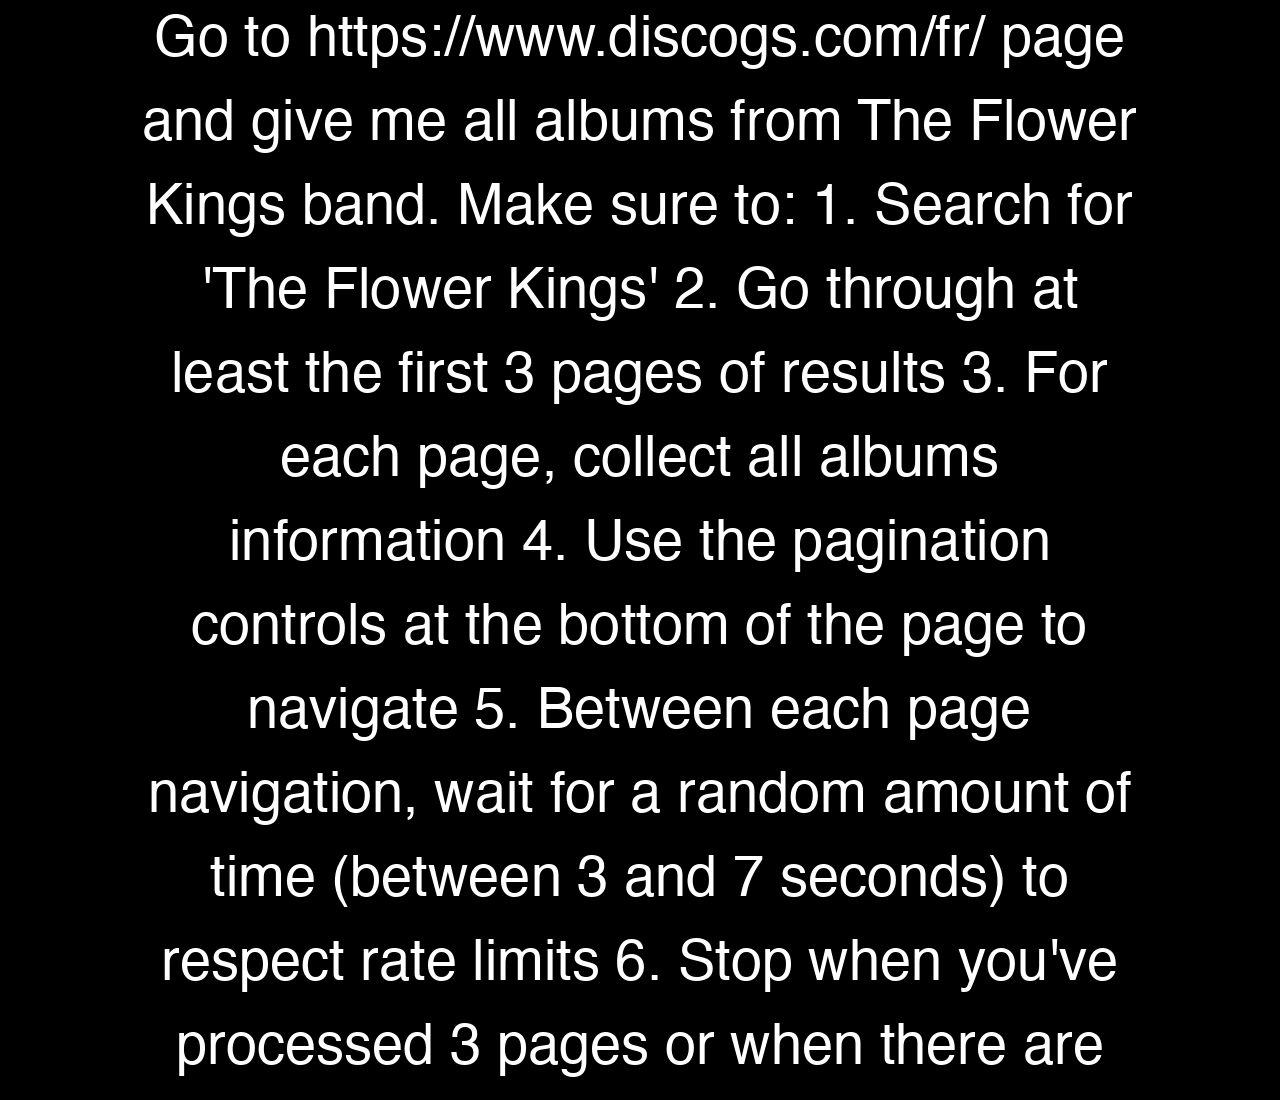 Go to https://www.discogs.com/fr/ page
and give me all albums from The Flower
Kings band. Make sure to: 1. Search for
'The Flower Kings' 2. Go through at
least the first 3 pages of results 3. For
each page, collect all albums
information 4. Use the pagination
controls at the bottom of the page to
navigate 5. Between each page
navigation, wait for a random amount of
time (between 3 and 7 seconds) to
respect rate limits 6. Stop when you've
processed 3 pages or when there are